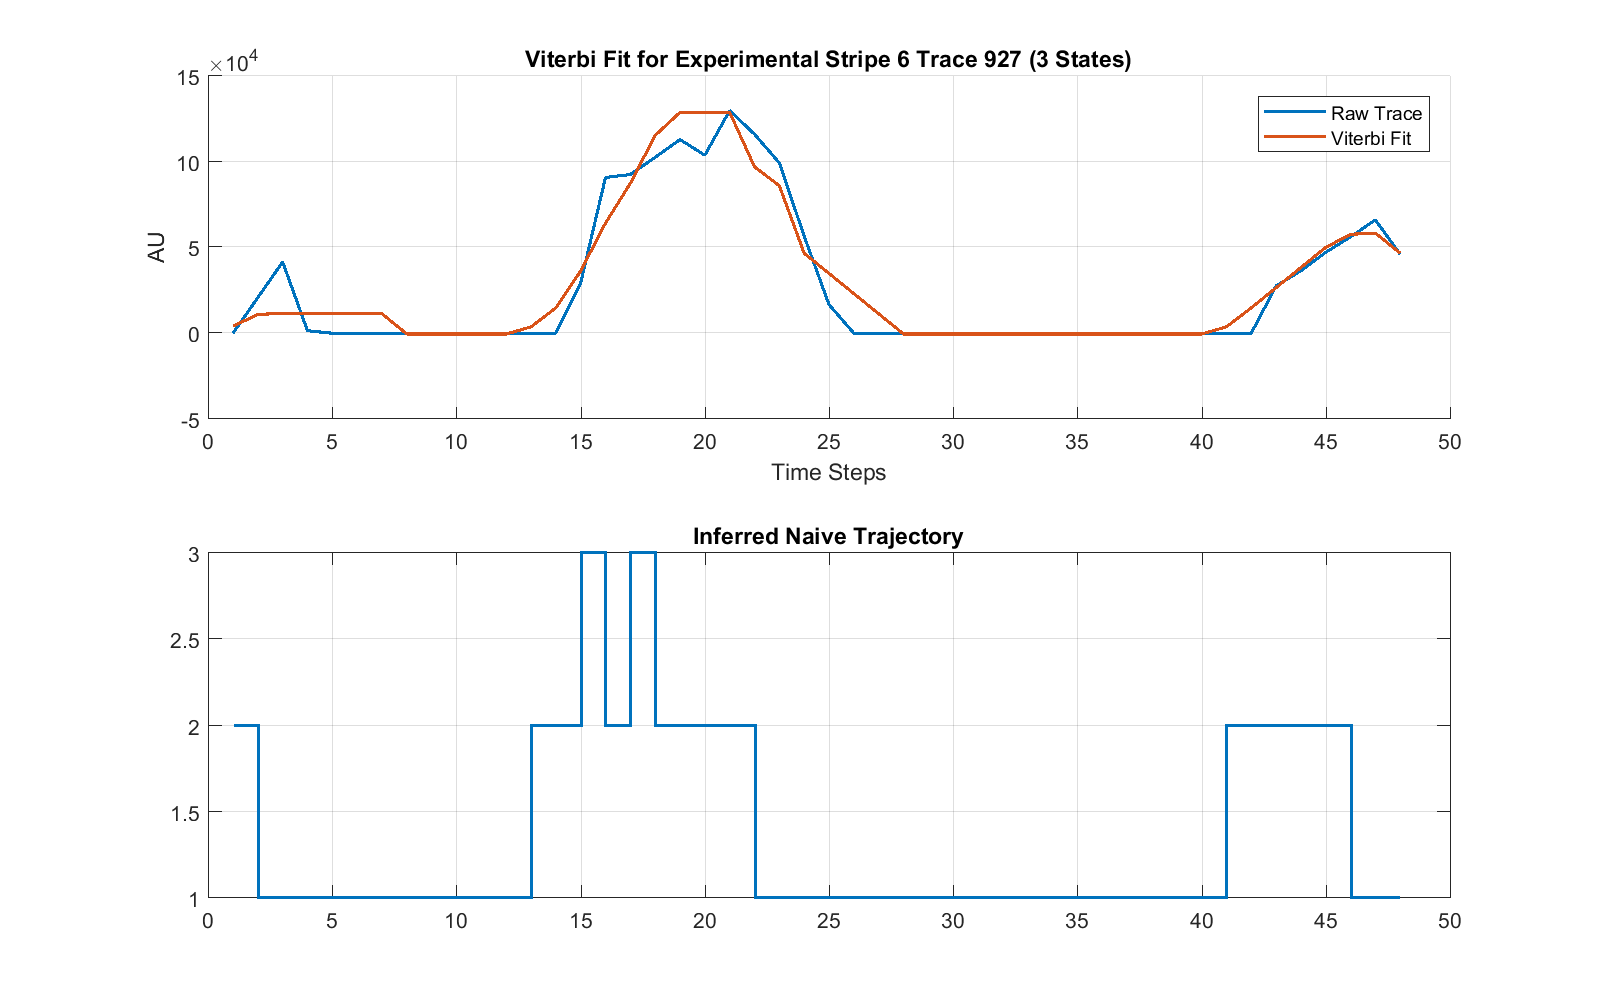 Viterbi Fit for Experimental Stripe 6 Trace 927 (3 States)
×10^4
15
10
5
0
-5
AU
Raw Trace
Viterbi Fit
0 5 10 15 20 25 30 35 40 45 50
Time Steps
Inferred Naive Trajectory
3
2.5
2
1.5
1
0 5 10 15 20 25 30 35 40 45 50